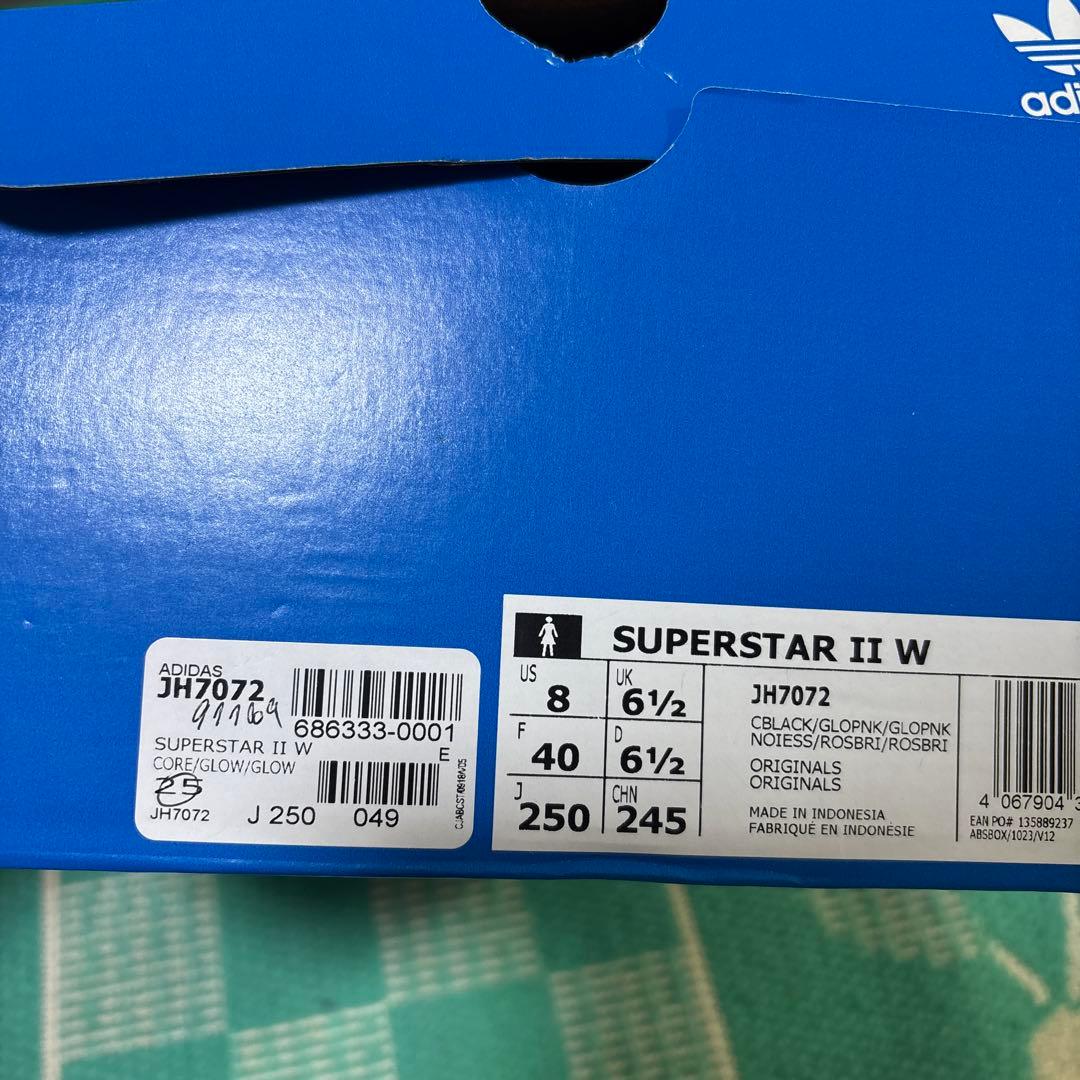 adi
ADIDAS
JH7072
91169
686333-0001
SUPERSTAR II W
E
CORE/GLOW/GLOW
25
JH7072
J 250
049
SUPERSTAR II W
US
8
UK
6½
F
40
D
6½
J
250
CHN
245
JH7072
CBLACK/GLOPNK/GLOPNK
NOIESS/ROSBRI/ROSBRI
ORIGINALS
ORIGINALS
MADE IN INDONESIA
FABRIQUÉ EN INDONÉSIE
4 067904 3
EAN PO# 135889237
ABSBOX/1023/V12